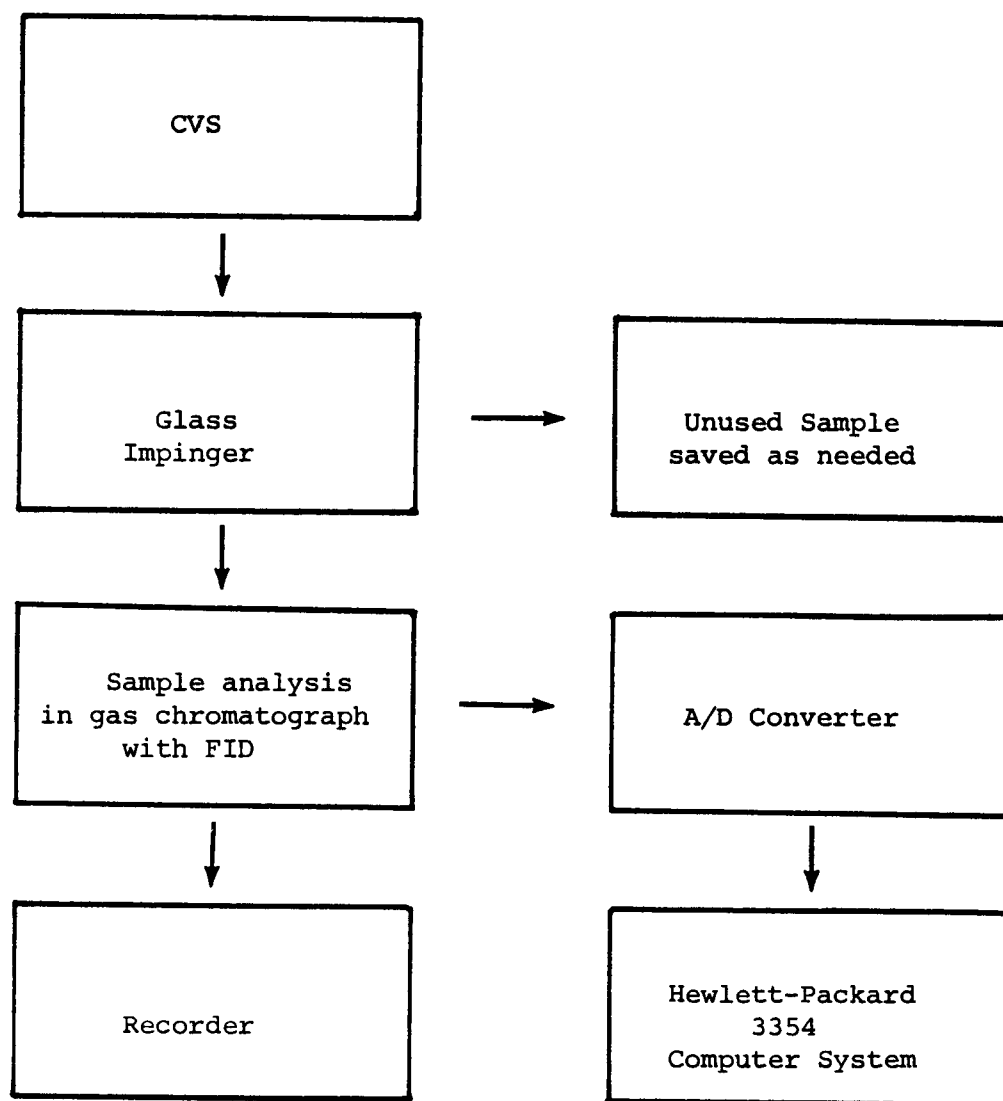 CVS
Glass
Impinger
Unused Sample
saved as needed
Sample analysis
in gas chromatograph
with FID
A/D Converter
Recorder
Hewlett-Packard
3354
Computer System